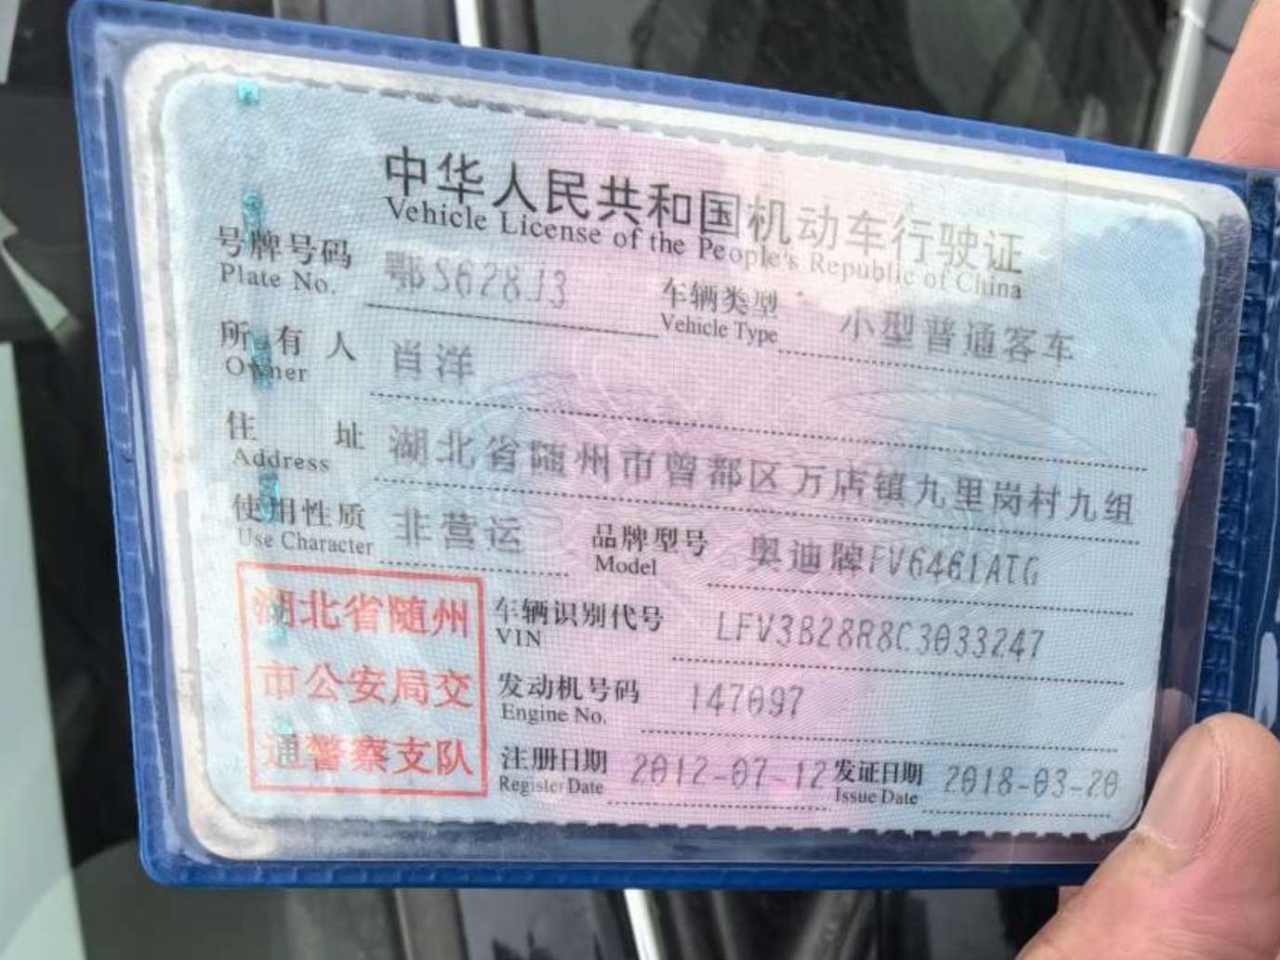 中华人民共和国机动车行驶证
Vehicle License of the People's Republic of China
号牌号码 鄂S628J3 车辆类型 小型普通客车
Plate No. Vehicle Type
所有人 肖洋
Owner
住址 湖北省随州市曾都区万店镇九里岗村九组
Address
使用性质 非营运 品牌型号 奥迪牌FV6461ATG
Use Character Model
湖北省随州
市公安局交
通警察支队
车辆识别代号 LFV3B28R8C3033247
VIN
发动机号码 147097
Engine No.
注册日期 2012-07-12 发证日期 2018-03-20
Register Date Issue Date